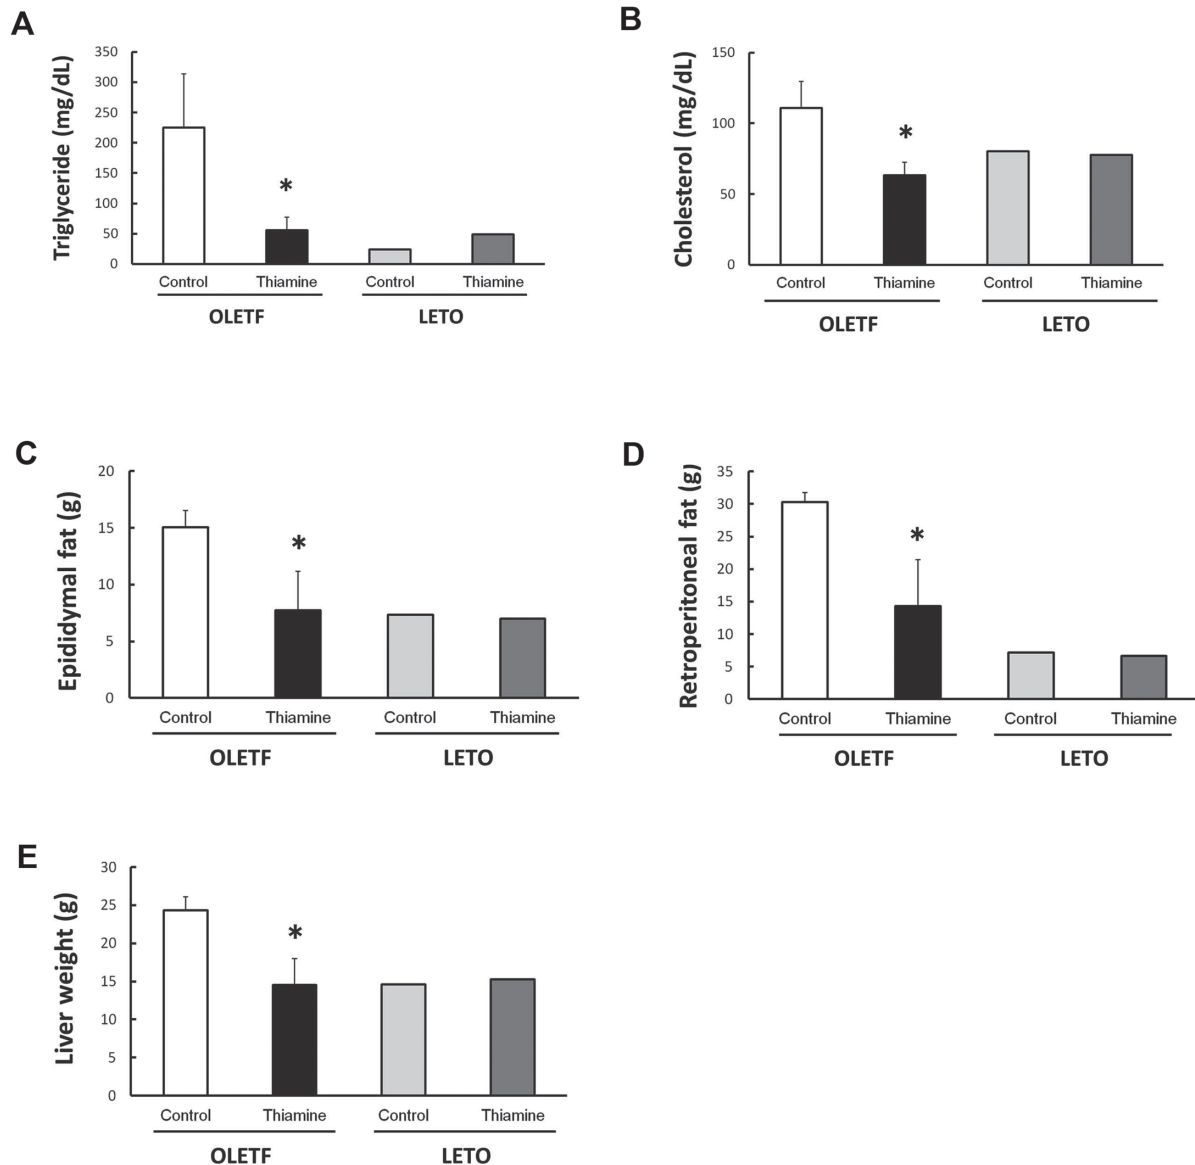 A
Triglyceride (mg/dL)
350
300
250
200
150
100
50
0
*
Control Thiamine Control Thiamine
OLETF LETO
B
Cholesterol (mg/dL)
150
100
50
0
*
Control Thiamine Control Thiamine
OLETF LETO
C
Epididymal fat (g)
20
15
10
5
0
*
Control Thiamine Control Thiamine
OLETF LETO
D
Retroperitoneal fat (g)
35
30
25
20
15
10
5
0
*
Control Thiamine Control Thiamine
OLETF LETO
E
Liver weight (g)
30
25
20
15
10
5
0
*
Control Thiamine Control Thiamine
OLETF LETO